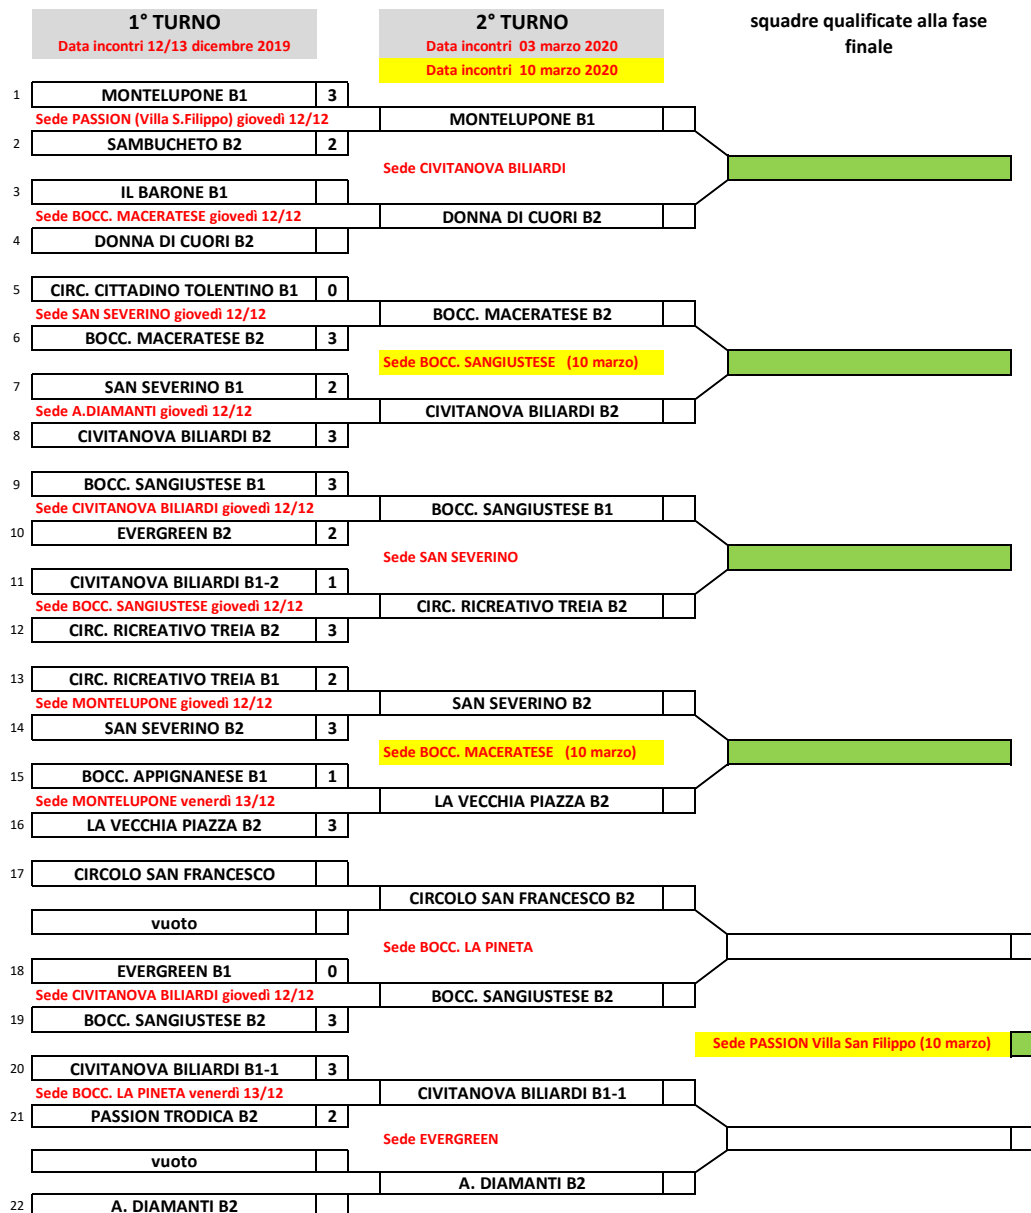 1° TURNO
Data incontri 12/13 dicembre 2019
2° TURNO
Data incontri 03 marzo 2020
Data incontri 10 marzo 2020
squadre qualificate alla fase
finale
1 MONTELUPONE B1 3
Sede PASSION (Villa S.Filippo) giovedì 12/12
MONTELUPONE B1
2 SAMBUCHETO B2 2
Sede CIVITANOVA BILIARDI
3 IL BARONE B1
Sede BOCC. MACERATESE giovedì 12/12
DONNA DI CUORI B2
4 DONNA DI CUORI B2
5 CIRC. CITTADINO TOLENTINO B1 0
Sede SAN SEVERINO giovedì 12/12
BOCC. MACERATESE B2
6 BOCC. MACERATESE B2 3
Sede BOCC. SANGIUSTESE (10 marzo)
7 SAN SEVERINO B1 2
Sede A.DIAMANTI giovedì 12/12
CIVITANOVA BILIARDI B2
8 CIVITANOVA BILIARDI B2 3
9 BOCC. SANGIUSTESE B1 3
Sede CIVITANOVA BILIARDI giovedì 12/12
BOCC. SANGIUSTESE B1
10 EVERGREEN B2 2
Sede SAN SEVERINO
11 CIVITANOVA BILIARDI B1-2 1
Sede BOCC. SANGIUSTESE giovedì 12/12
CIRC. RICREATIVO TREIA B2
12 CIRC. RICREATIVO TREIA B2 3
13 CIRC. RICREATIVO TREIA B1 2
Sede MONTELUPONE giovedì 12/12
SAN SEVERINO B2
14 SAN SEVERINO B2 3
Sede BOCC. MACERATESE (10 marzo)
15 BOCC. APPIGNANESE B1 1
Sede MONTELUPONE venerdì 13/12
LA VECCHIA PIAZZA B2
16 LA VECCHIA PIAZZA B2 3
17 CIRCOLO SAN FRANCESCO
CIRCOLO SAN FRANCESCO B2
vuoto
Sede BOCC. LA PINETA
18 EVERGREEN B1 0
Sede CIVITANOVA BILIARDI giovedì 12/12
BOCC. SANGIUSTESE B2
19 BOCC. SANGIUSTESE B2 3
Sede PASSION Villa San Filippo (10 marzo)
20 CIVITANOVA BILIARDI B1-1 3
Sede BOCC. LA PINETA venerdì 13/12
CIVITANOVA BILIARDI B1-1
21 PASSION TRODICA B2 2
Sede EVERGREEN
vuoto
A. DIAMANTI B2
22 A. DIAMANTI B2